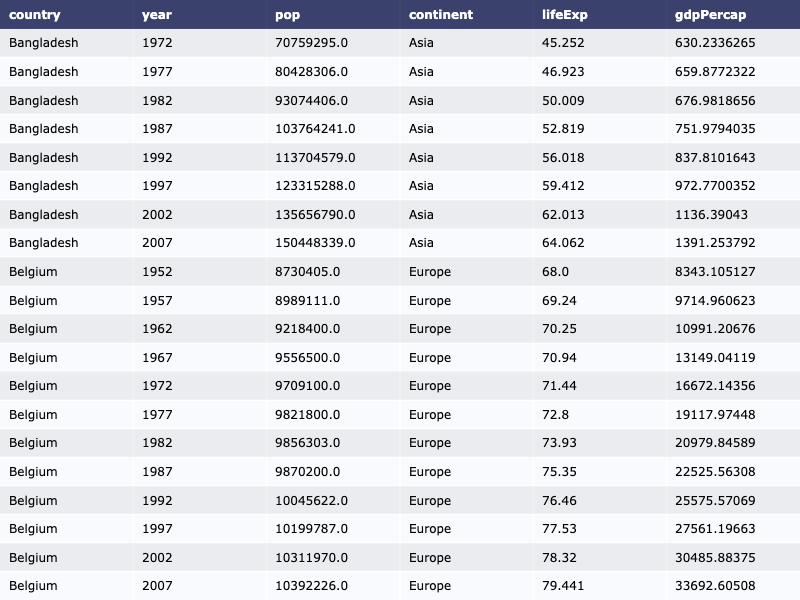 country year pop continent lifeExp gdpPercap
Bangladesh 1972 70759295.0 Asia 45.252 630.2336265
Bangladesh 1977 80428306.0 Asia 46.923 659.8772322
Bangladesh 1982 93074406.0 Asia 50.009 676.9818656
Bangladesh 1987 103764241.0 Asia 52.819 751.9794035
Bangladesh 1992 113704579.0 Asia 56.018 837.8101643
Bangladesh 1997 123315288.0 Asia 59.412 972.7700352
Bangladesh 2002 135656790.0 Asia 62.013 1136.39043
Bangladesh 2007 150448339.0 Asia 64.062 1391.253792
Belgium 1952 8730405.0 Europe 68.0 8343.105127
Belgium 1957 8989111.0 Europe 69.24 9714.960623
Belgium 1962 9218400.0 Europe 70.25 10991.20676
Belgium 1967 9556500.0 Europe 70.94 13149.04119
Belgium 1972 9709100.0 Europe 71.44 16672.14356
Belgium 1977 9821800.0 Europe 72.8 19117.97448
Belgium 1982 9856303.0 Europe 73.93 20979.84589
Belgium 1987 9870200.0 Europe 75.35 22525.56308
Belgium 1992 10045622.0 Europe 76.46 25575.57069
Belgium 1997 10199787.0 Europe 77.53 27561.19663
Belgium 2002 10311970.0 Europe 78.32 30485.88375
Belgium 2007 10392226.0 Europe 79.441 33692.60508